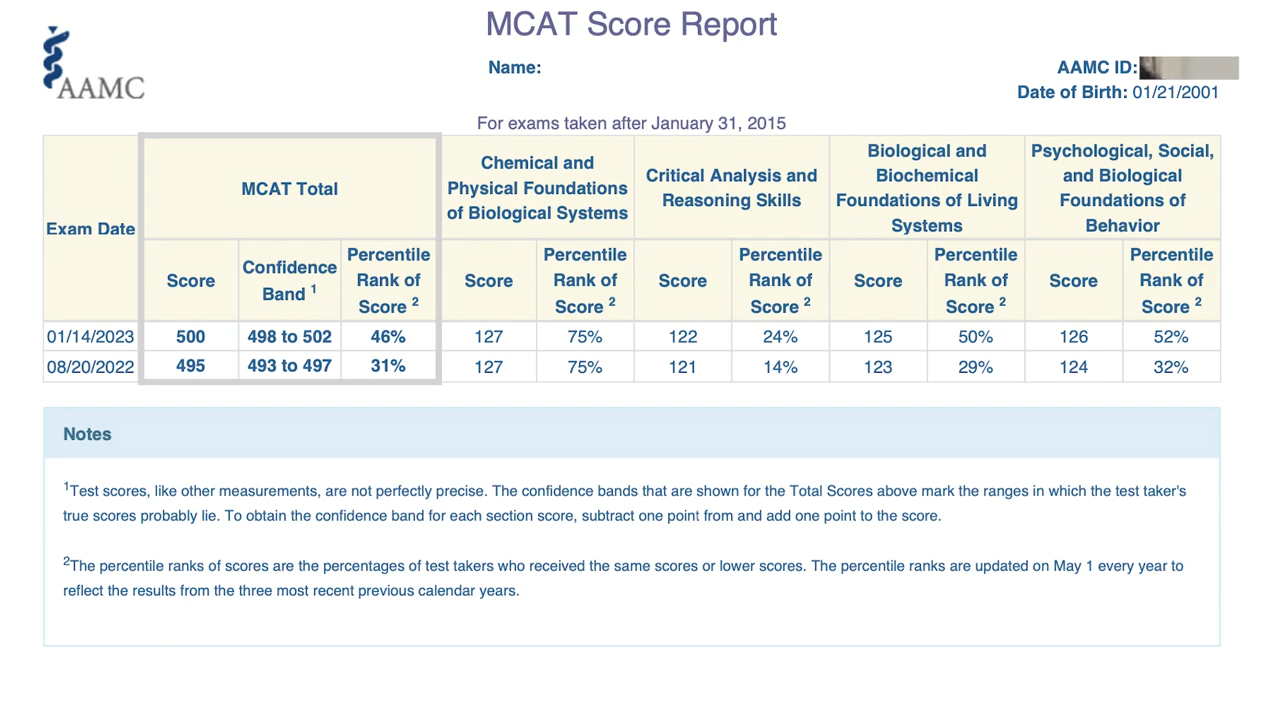 MCAT Score Report
AAMC
Name:
AAMC ID:
Date of Birth: 01/21/2001
For exams taken after January 31, 2015
Exam Date
MCAT Total
Chemical and
Physical Foundations
of Biological Systems
Critical Analysis and
Reasoning Skills
Biological and
Biochemical
Foundations of Living
Systems
Psychological, Social,
and Biological
Foundations of
Behavior
Score
Confidence
Band 1
Percentile
Rank of
Score 2
Score
Percentile
Rank of
Score 2
Score
Percentile
Rank of
Score 2
Score
Percentile
Rank of
Score 2
Score
Percentile
Rank of
Score 2
01/14/2023 500 498 to 502 46% 127 75% 122 24% 125 50% 126 52%
08/20/2022 495 493 to 497 31% 127 75% 121 14% 123 29% 124 32%
Notes
1Test scores, like other measurements, are not perfectly precise. The confidence bands that are shown for the Total Scores above mark the ranges in which the test taker's
true scores probably lie. To obtain the confidence band for each section score, subtract one point from and add one point to the score.
2The percentile ranks of scores are the percentages of test takers who received the same scores or lower scores. The percentile ranks are updated on May 1 every year to
reflect the results from the three most recent previous calendar years.